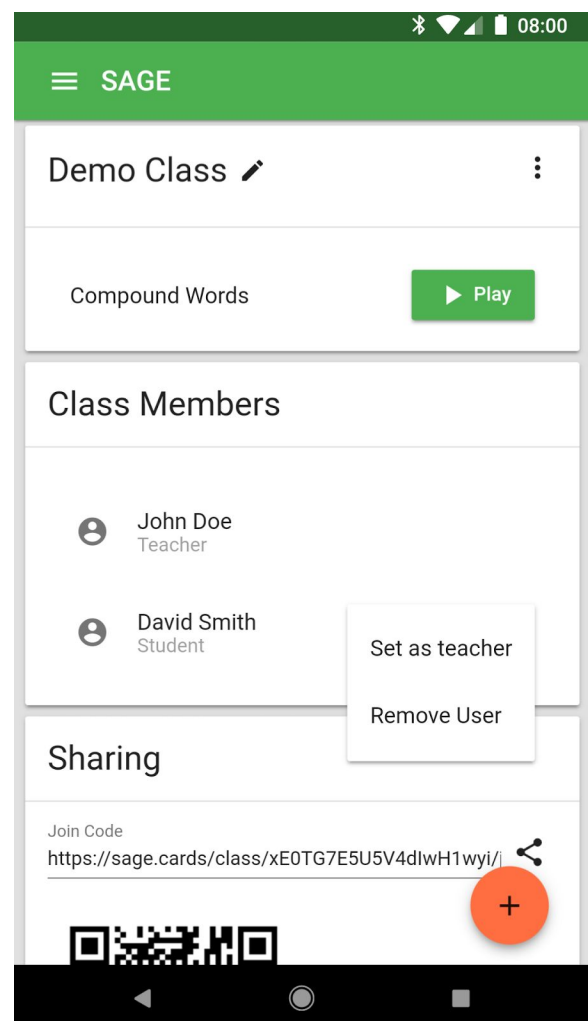 08:00
SAGE
Demo Class
Compound Words
Play
Class Members
John Doe
Teacher
David Smith
Student
Set as teacher
Remove User
Sharing
Join Code
https://sage.cards/class/xE0TG7E5U5V4dIwH1wyi/